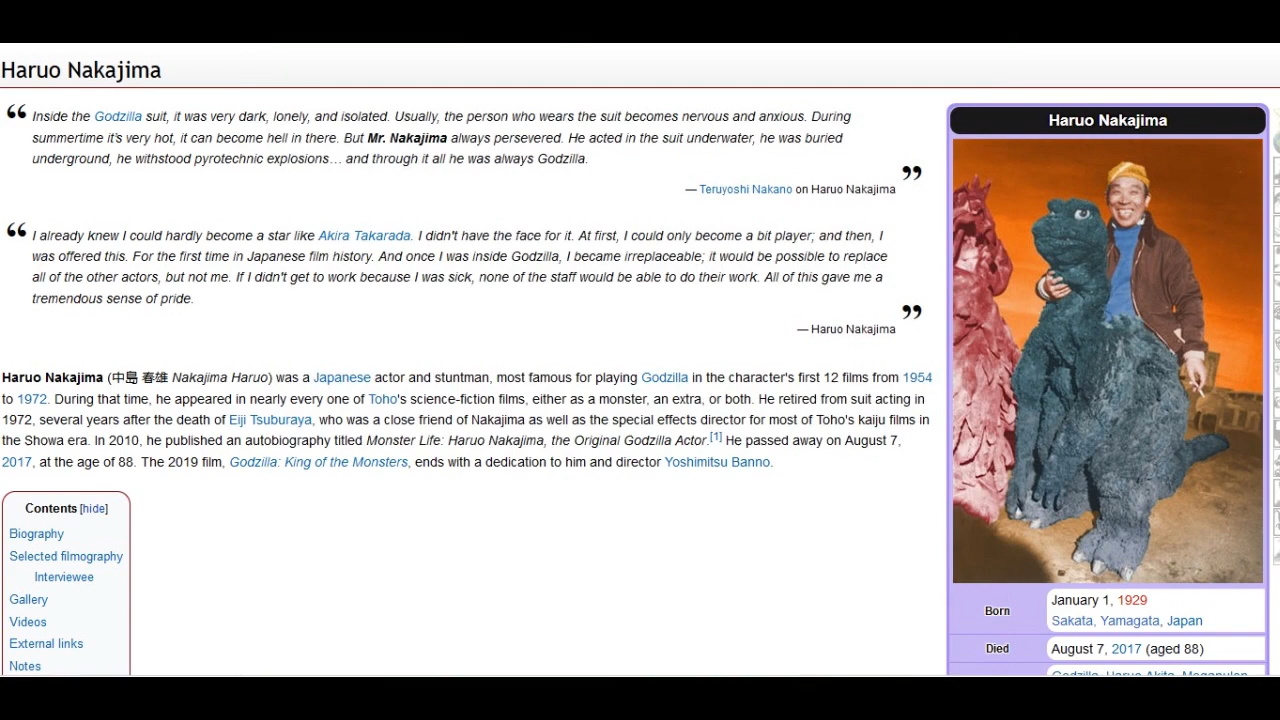 Haruo Nakajima
“ Inside the Godzilla suit, it was very dark, lonely, and isolated. Usually, the person who wears the suit becomes nervous and anxious. During
summertime it's very hot, it can become hell in there. But Mr. Nakajima always persevered. He acted in the suit underwater, he was buried
underground, he withstood pyrotechnic explosions… and through it all he was always Godzilla. ”
— Teruyoshi Nakano on Haruo Nakajima
“ I already knew I could hardly become a star like Akira Takarada. I didn't have the face for it. At first, I could only become a bit player; and then, I
was offered this. For the first time in Japanese film history. And once I was inside Godzilla, I became irreplaceable; it would be possible to replace
all of the other actors, but not me. If I didn't get to work because I was sick, none of the staff would be able to do their work. All of this gave me a
tremendous sense of pride. ”
— Haruo Nakajima
Haruo Nakajima (中島 春雄 Nakajima Haruo) was a Japanese actor and stuntman, most famous for playing Godzilla in the character's first 12 films from 1954
to 1972. During that time, he appeared in nearly every one of Toho's science-fiction films, either as a monster, an extra, or both. He retired from suit acting in
1972, several years after the death of Eiji Tsuburaya, who was a close friend of Nakajima as well as the special effects director for most of Toho's kaiju films in
the Showa era. In 2010, he published an autobiography titled Monster Life: Haruo Nakajima, the Original Godzilla Actor.[1] He passed away on August 7,
2017, at the age of 88. The 2019 film, Godzilla: King of the Monsters, ends with a dedication to him and director Yoshimitsu Banno.
Contents [hide]
Biography
Selected filmography
Interviewee
Gallery
Videos
External links
Notes
Haruo Nakajima
Born
January 1, 1929
Sakata, Yamagata, Japan
Died
August 7, 2017 (aged 88)
Godzilla, Haruo Akita, Meganulon,